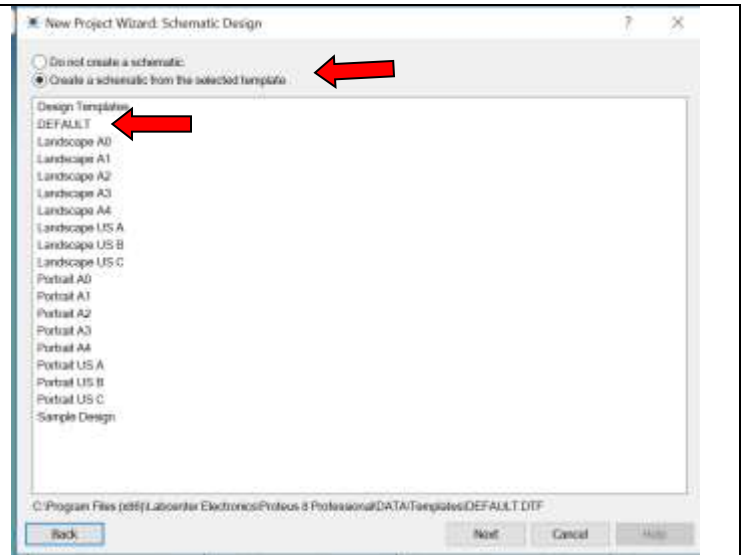 New Project Wizard: Schematic Design ? ×
Do not create a schematic.
Create a schematic from the selected template
Design Templates
DEFAULT
Landscape A0
Landscape A1
Landscape A2
Landscape A3
Landscape A4
Landscape US A
Landscape US B
Landscape US C
Portrait A0
Portrait A1
Portrait A2
Portrait A3
Portrait A4
Portrait US A
Portrait US B
Portrait US C
Sample Design
C:\Program Files (x86)\Labcenter Electronics\Proteus 8 Professional\DATA\Templates\DEFAULT.DTF
Back Next Cancel Help